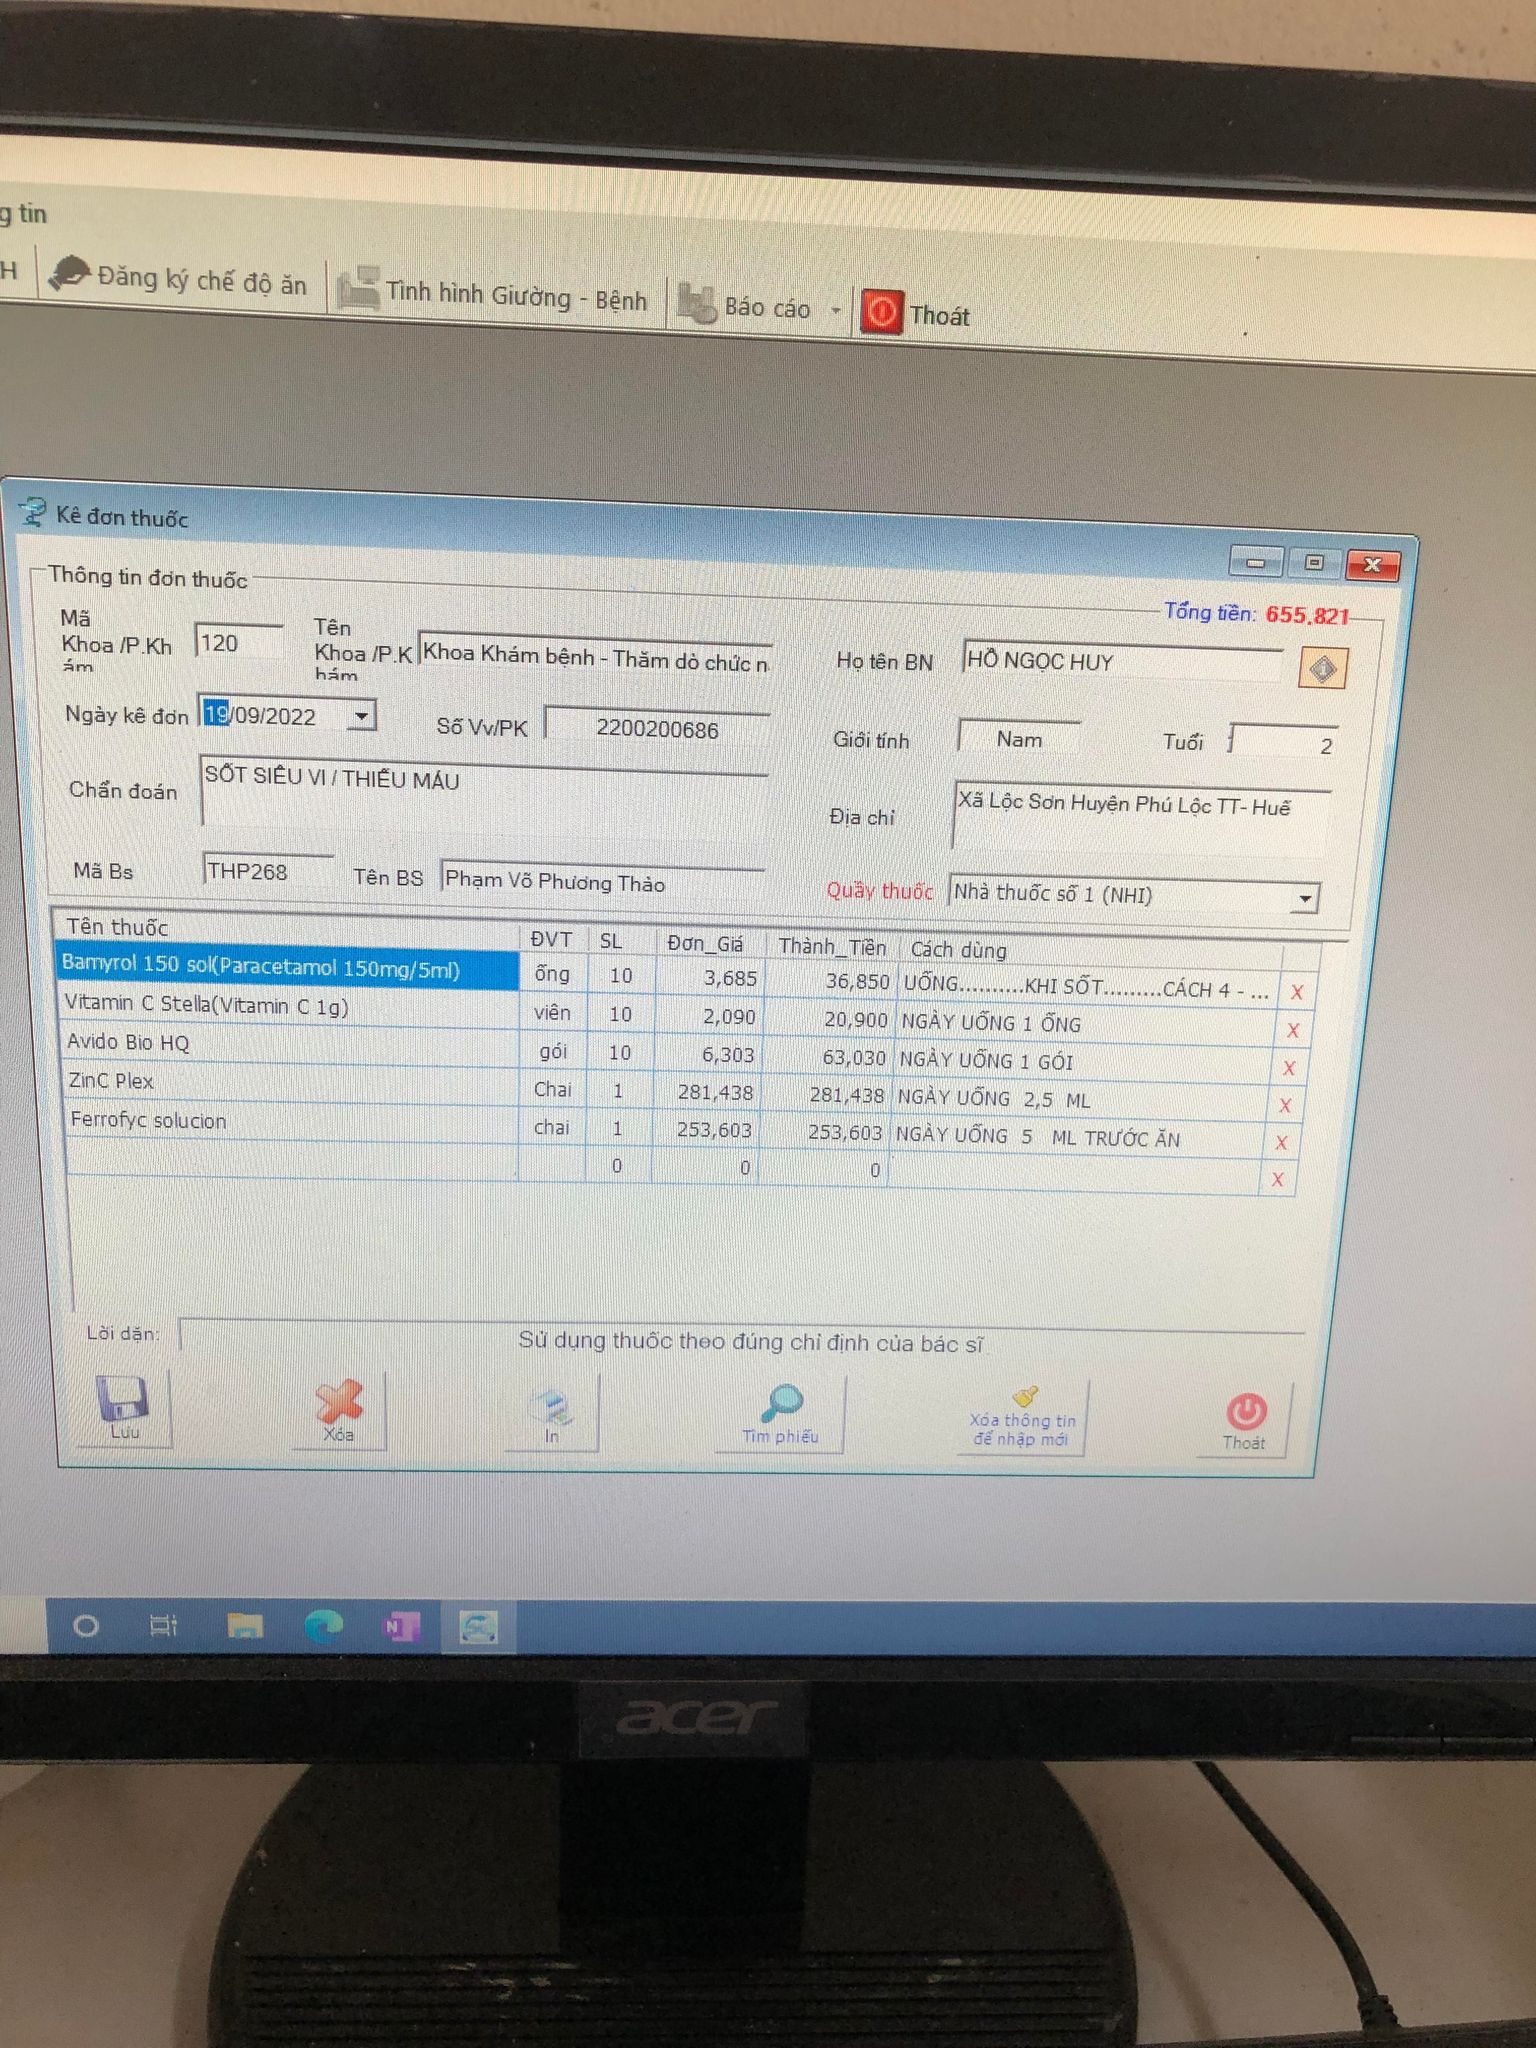 g tin
H Đăng ký chế độ ăn Tình hình Giường - Bệnh Báo cáo Thoát
Kê đơn thuốc
Thông tin đơn thuốc Tổng tiền: 655,821
Mã Khoa /P.Khám 120 Tên Khoa /P.Khám Khoa Khám bệnh - Thăm dò chức n Họ tên BN HỒ NGỌC HUY
Ngày kê đơn 19/09/2022 Số Vv/PK 2200200686 Giới tính Nam Tuổi 2
Chẩn đoán SỐT SIÊU VI / THIẾU MÁU Địa chỉ Xã Lộc Sơn Huyện Phú Lộc TT- Huế
Mã Bs THP268 Tên BS Phạm Võ Phương Thảo Quầy thuốc Nhà thuốc số 1 (NHI)
Tên thuốc ĐVT SL Đơn_Giá Thành_Tiền Cách dùng
Bamyrol 150 sol(Paracetamol 150mg/5ml) ống 10 3,685 36,850 UỐNG..........KHI SỐT.........CÁCH 4 - ... X
Vitamin C Stella(Vitamin C 1g) viên 10 2,090 20,900 NGÀY UỐNG 1 ỐNG X
Avido Bio HQ gói 10 6,303 63,030 NGÀY UỐNG 1 GÓI X
ZinC Plex Chai 1 281,438 281,438 NGÀY UỐNG 2,5 ML X
Ferrofyc solucion chai 1 253,603 253,603 NGÀY UỐNG 5 ML TRƯỚC ĂN X
0 0 0 X
Lời dặn: Sử dụng thuốc theo đúng chỉ định của bác sĩ
Lưu Xóa In Tìm phiếu Xóa thông tin để nhập mới Thoát
N
acer